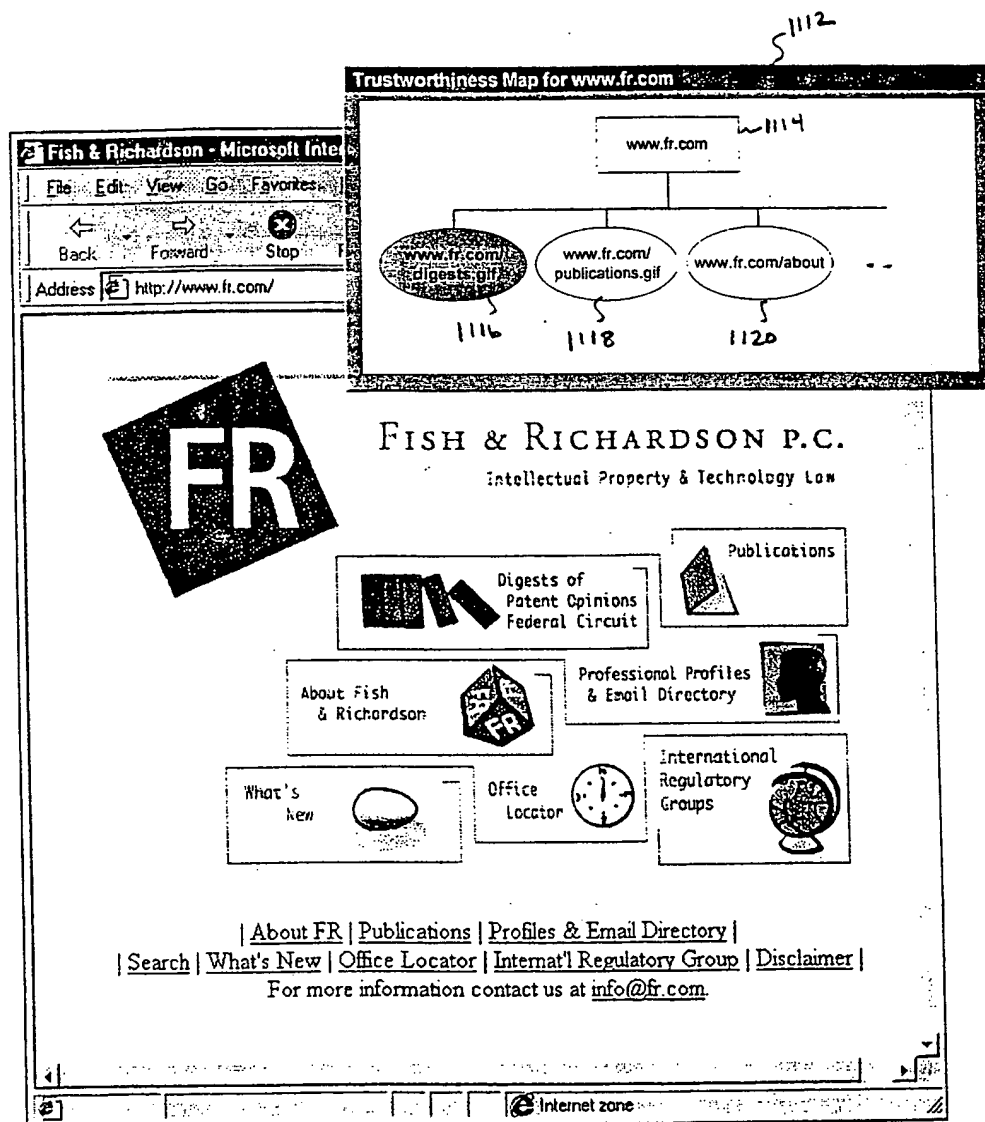 1112
Trustworthiness Map for www.fr.com
www.fr.com
1114
www.fr.com/
digests.gif
www.fr.com/
publications.gif
www.fr.com/about
1116
1118
1120
Fish & Richardson - Microsoft Inte
File Edit View Go Favorites
Back Forward Stop
Address http://www.fr.com/
FR
FISH & RICHARDSON P.C.
Intellectual Property & Technology Law
Digests of
Patent Opinions
Federal Circuit
Publications
About Fish
& Richardson
FR
Professional Profiles
& Email Directory
What's
New
Office
Locator
International
Regulatory
Groups
| About FR | Publications | Profiles & Email Directory |
| Search | What's New | Office Locator | Internat'l Regulatory Group | Disclaimer |
For more information contact us at info@fr.com.
Internet zone